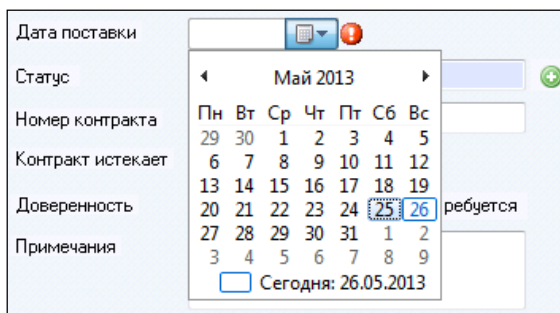 Дата поставки
Статус
Май 2013
Номер контракта
Пн Вт Ср Чт Пт Сб Вс
29 30 1 2 3 4 5
Контракт истекает
6 7 8 9 10 11 12
13 14 15 16 17 18 19
Доверенность
20 21 22 23 24 25 26
ребуется
Примечания
27 28 29 30 31 1 2
3 4 5 6 7 8 9
Сегодня: 26.05.2013